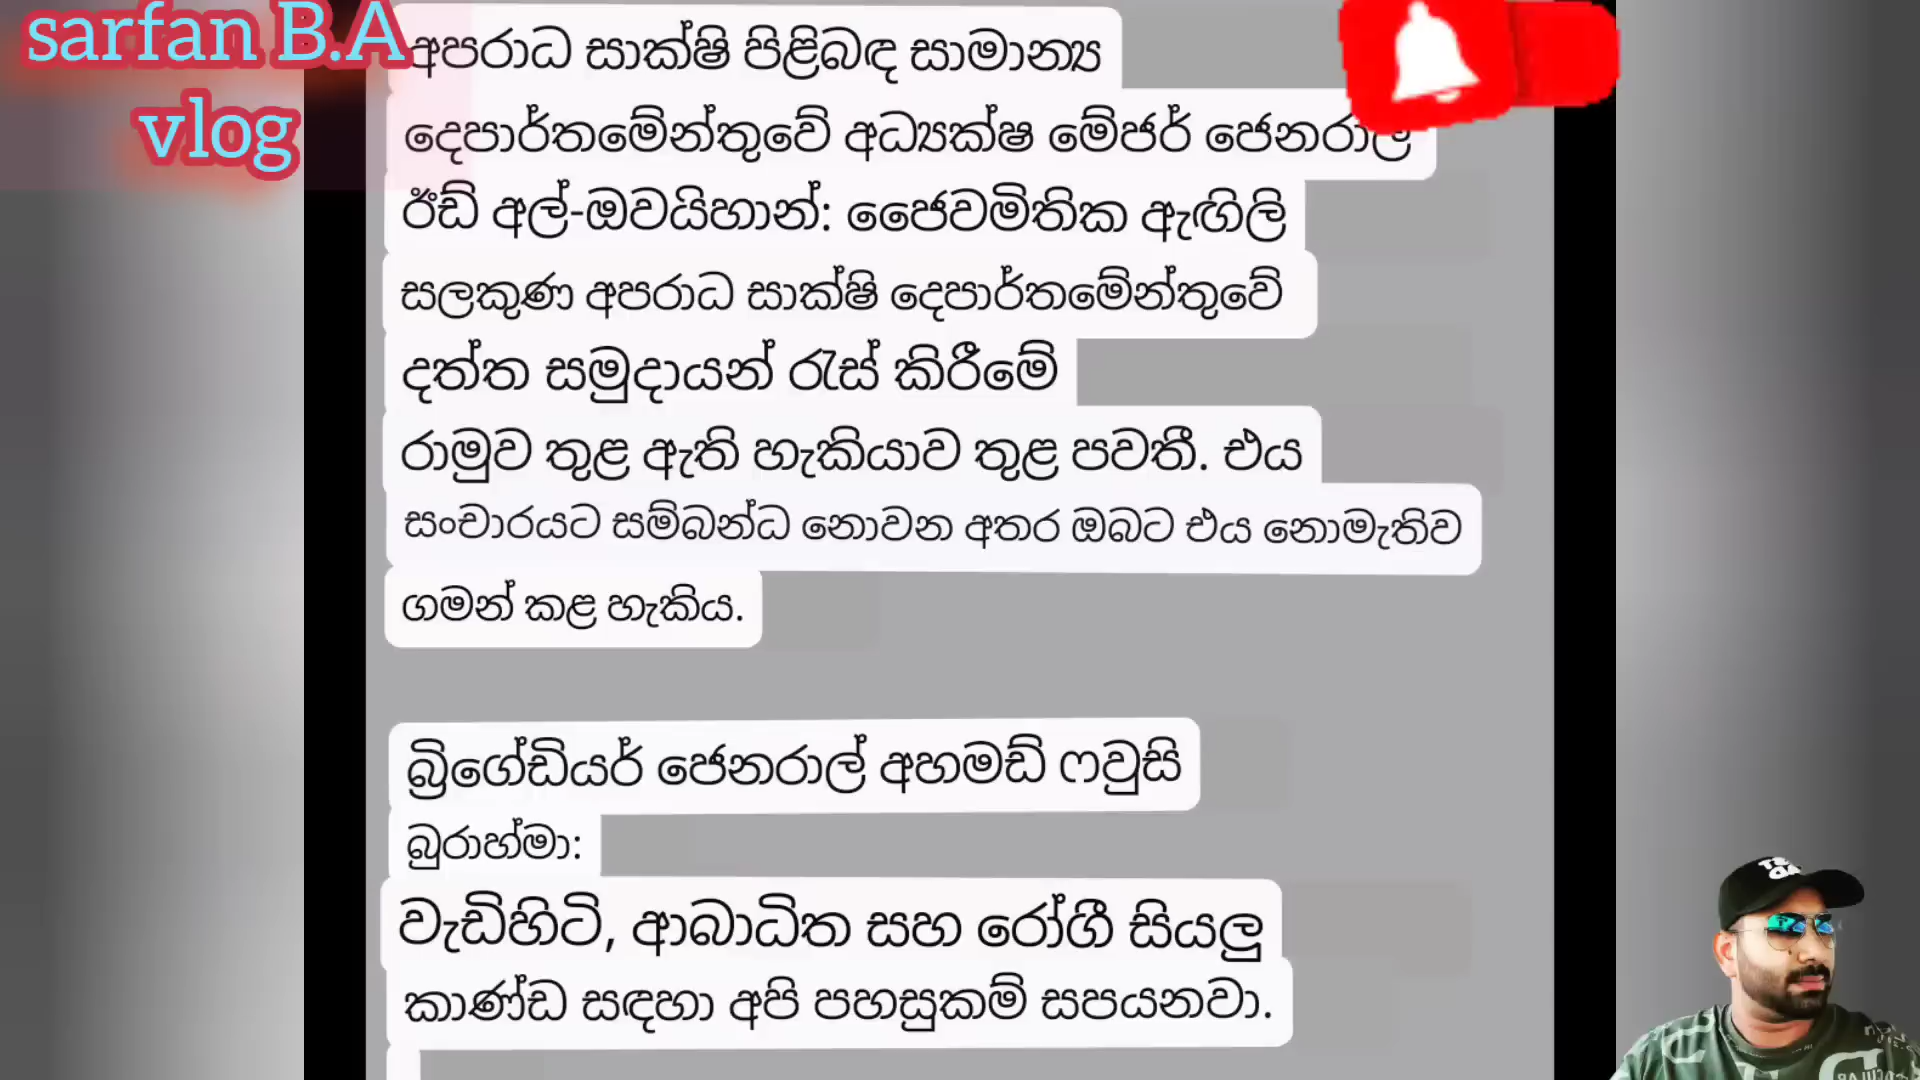 sarfan B.A
vlog
අපරාධ සාක්ෂි පිළිබඳ සාමාන්‍ය
දෙපාර්තමේන්තුවේ අධ්‍යක්ෂ මේජර් ජෙනරාල්
ඊඩ් අල්-ඔවයිහාන්: ජෛවමිතික ඇඟිලි
සලකුණ අපරාධ සාක්ෂි දෙපාර්තමේන්තුවේ
දත්ත සමුදායන් රැස් කිරීමේ
රාමුව තුළ ඇති හැකියාව තුළ පවතී. එය
සංචාරයට සම්බන්ධ නොවන අතර ඔබට එය නොමැතිව
ගමන් කළ හැකිය.
බ්‍රිගේඩියර් ජෙනරාල් අහමඩ් ෆවුසි
බුරාහ්මා:
වැඩිහිටි, ආබාධිත සහ රෝගී සියලු
කාණ්ඩ සඳහා අපි පහසුකම් සපයනවා.